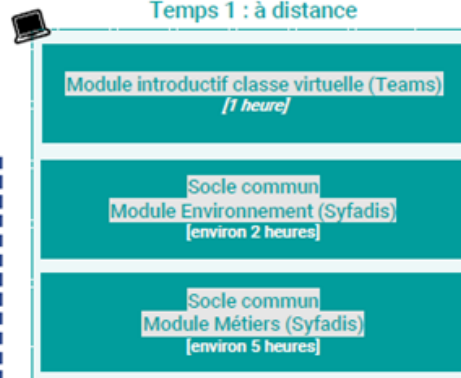 Temps 1 : à distance
Module introductif classe virtuelle (Teams)
[1 heure]
Socle commun
Module Environnement (Syfadis)
[environ 2 heures]
Socle commun
Module Métiers (Syfadis)
[environ 5 heures]